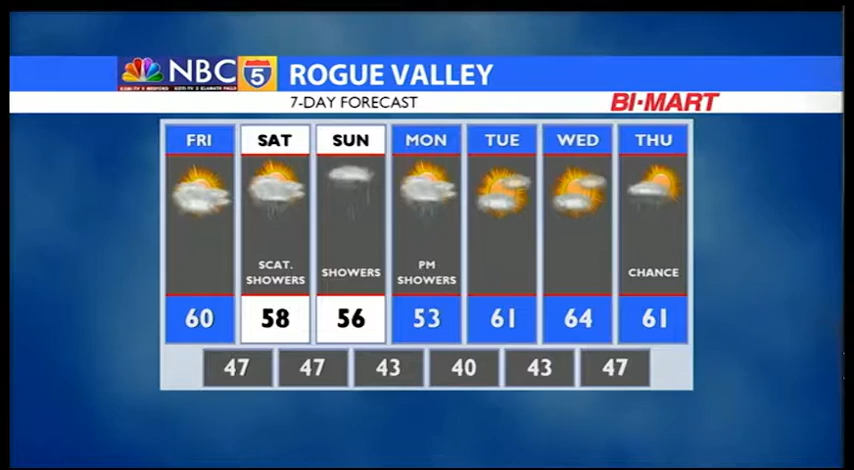 NBC 5 ROGUE VALLEY
7-DAY FORECAST BI-MART
FRI SAT SUN MON TUE WED THU
SCAT. SHOWERS SHOWERS PM SHOWERS CHANCE
60 58 56 53 61 64 61
47 47 43 40 43 47